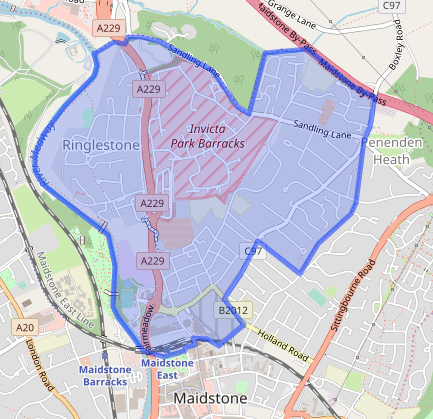 Grange Lane
C97
Maidstone By-Pass
A229
Sandling Lane
Maidstone By-Pass
Boxley Road
A229
Invicta
Park Barracks
Sandling Lane
Ringlestone
Penenden
Heath
River Medway
A229
A229
C97
Maidstone East Line
Sittingbourne Road
B2012
Fairmeadow
A20
Holland Road
London Road
Maidstone
Barracks
Maidstone
East
Maidstone